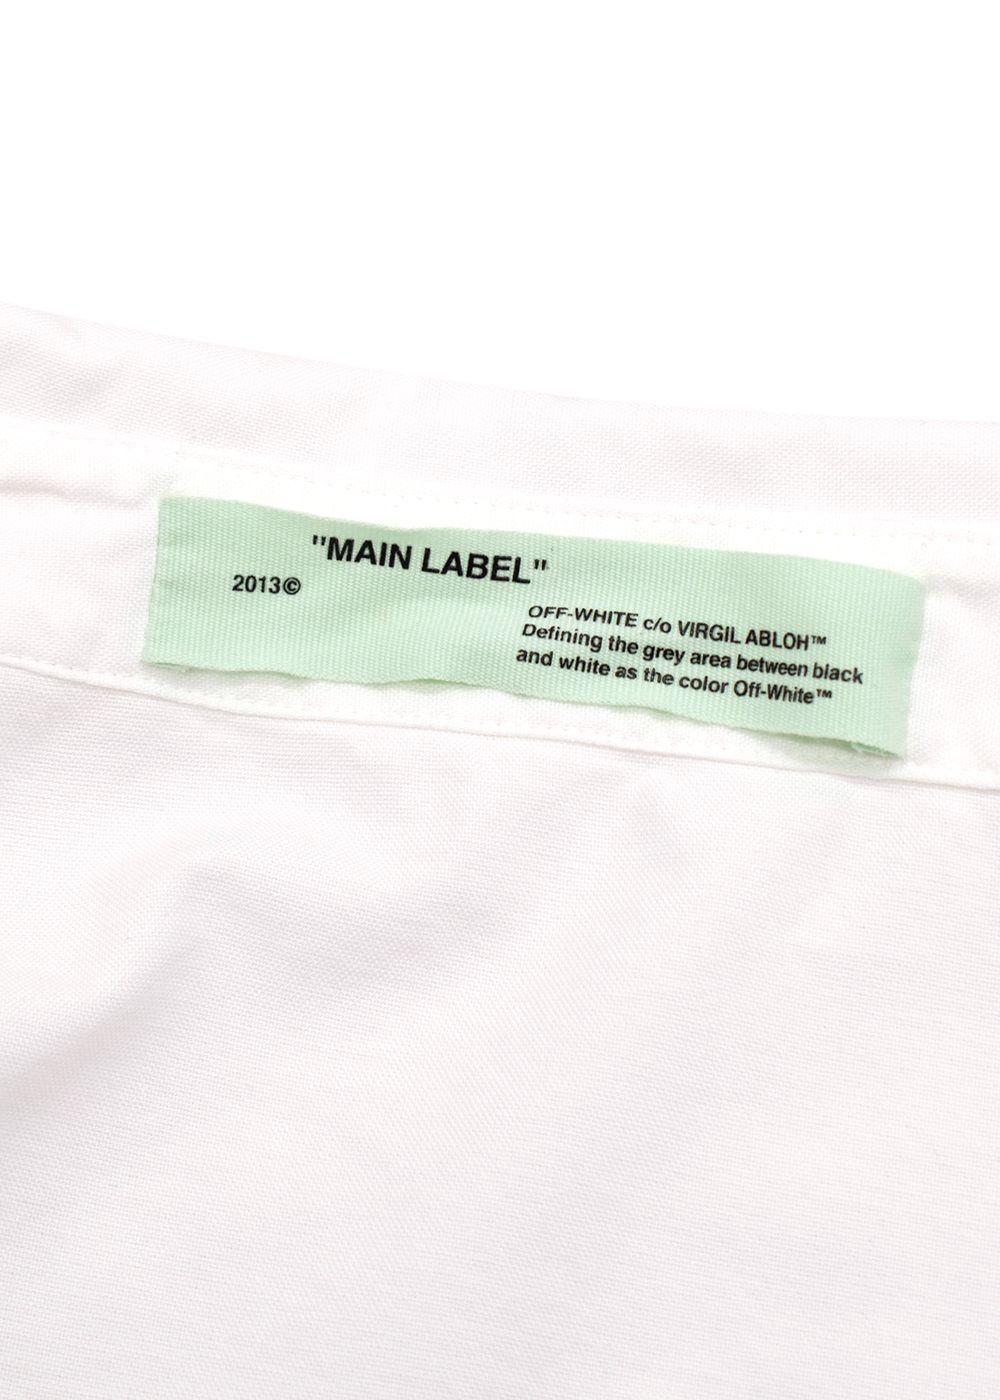 "MAIN LABEL"
2013©
OFF-WHITE c/o VIRGIL ABLOH™
Defining the grey area between black
and white as the color Off-White™